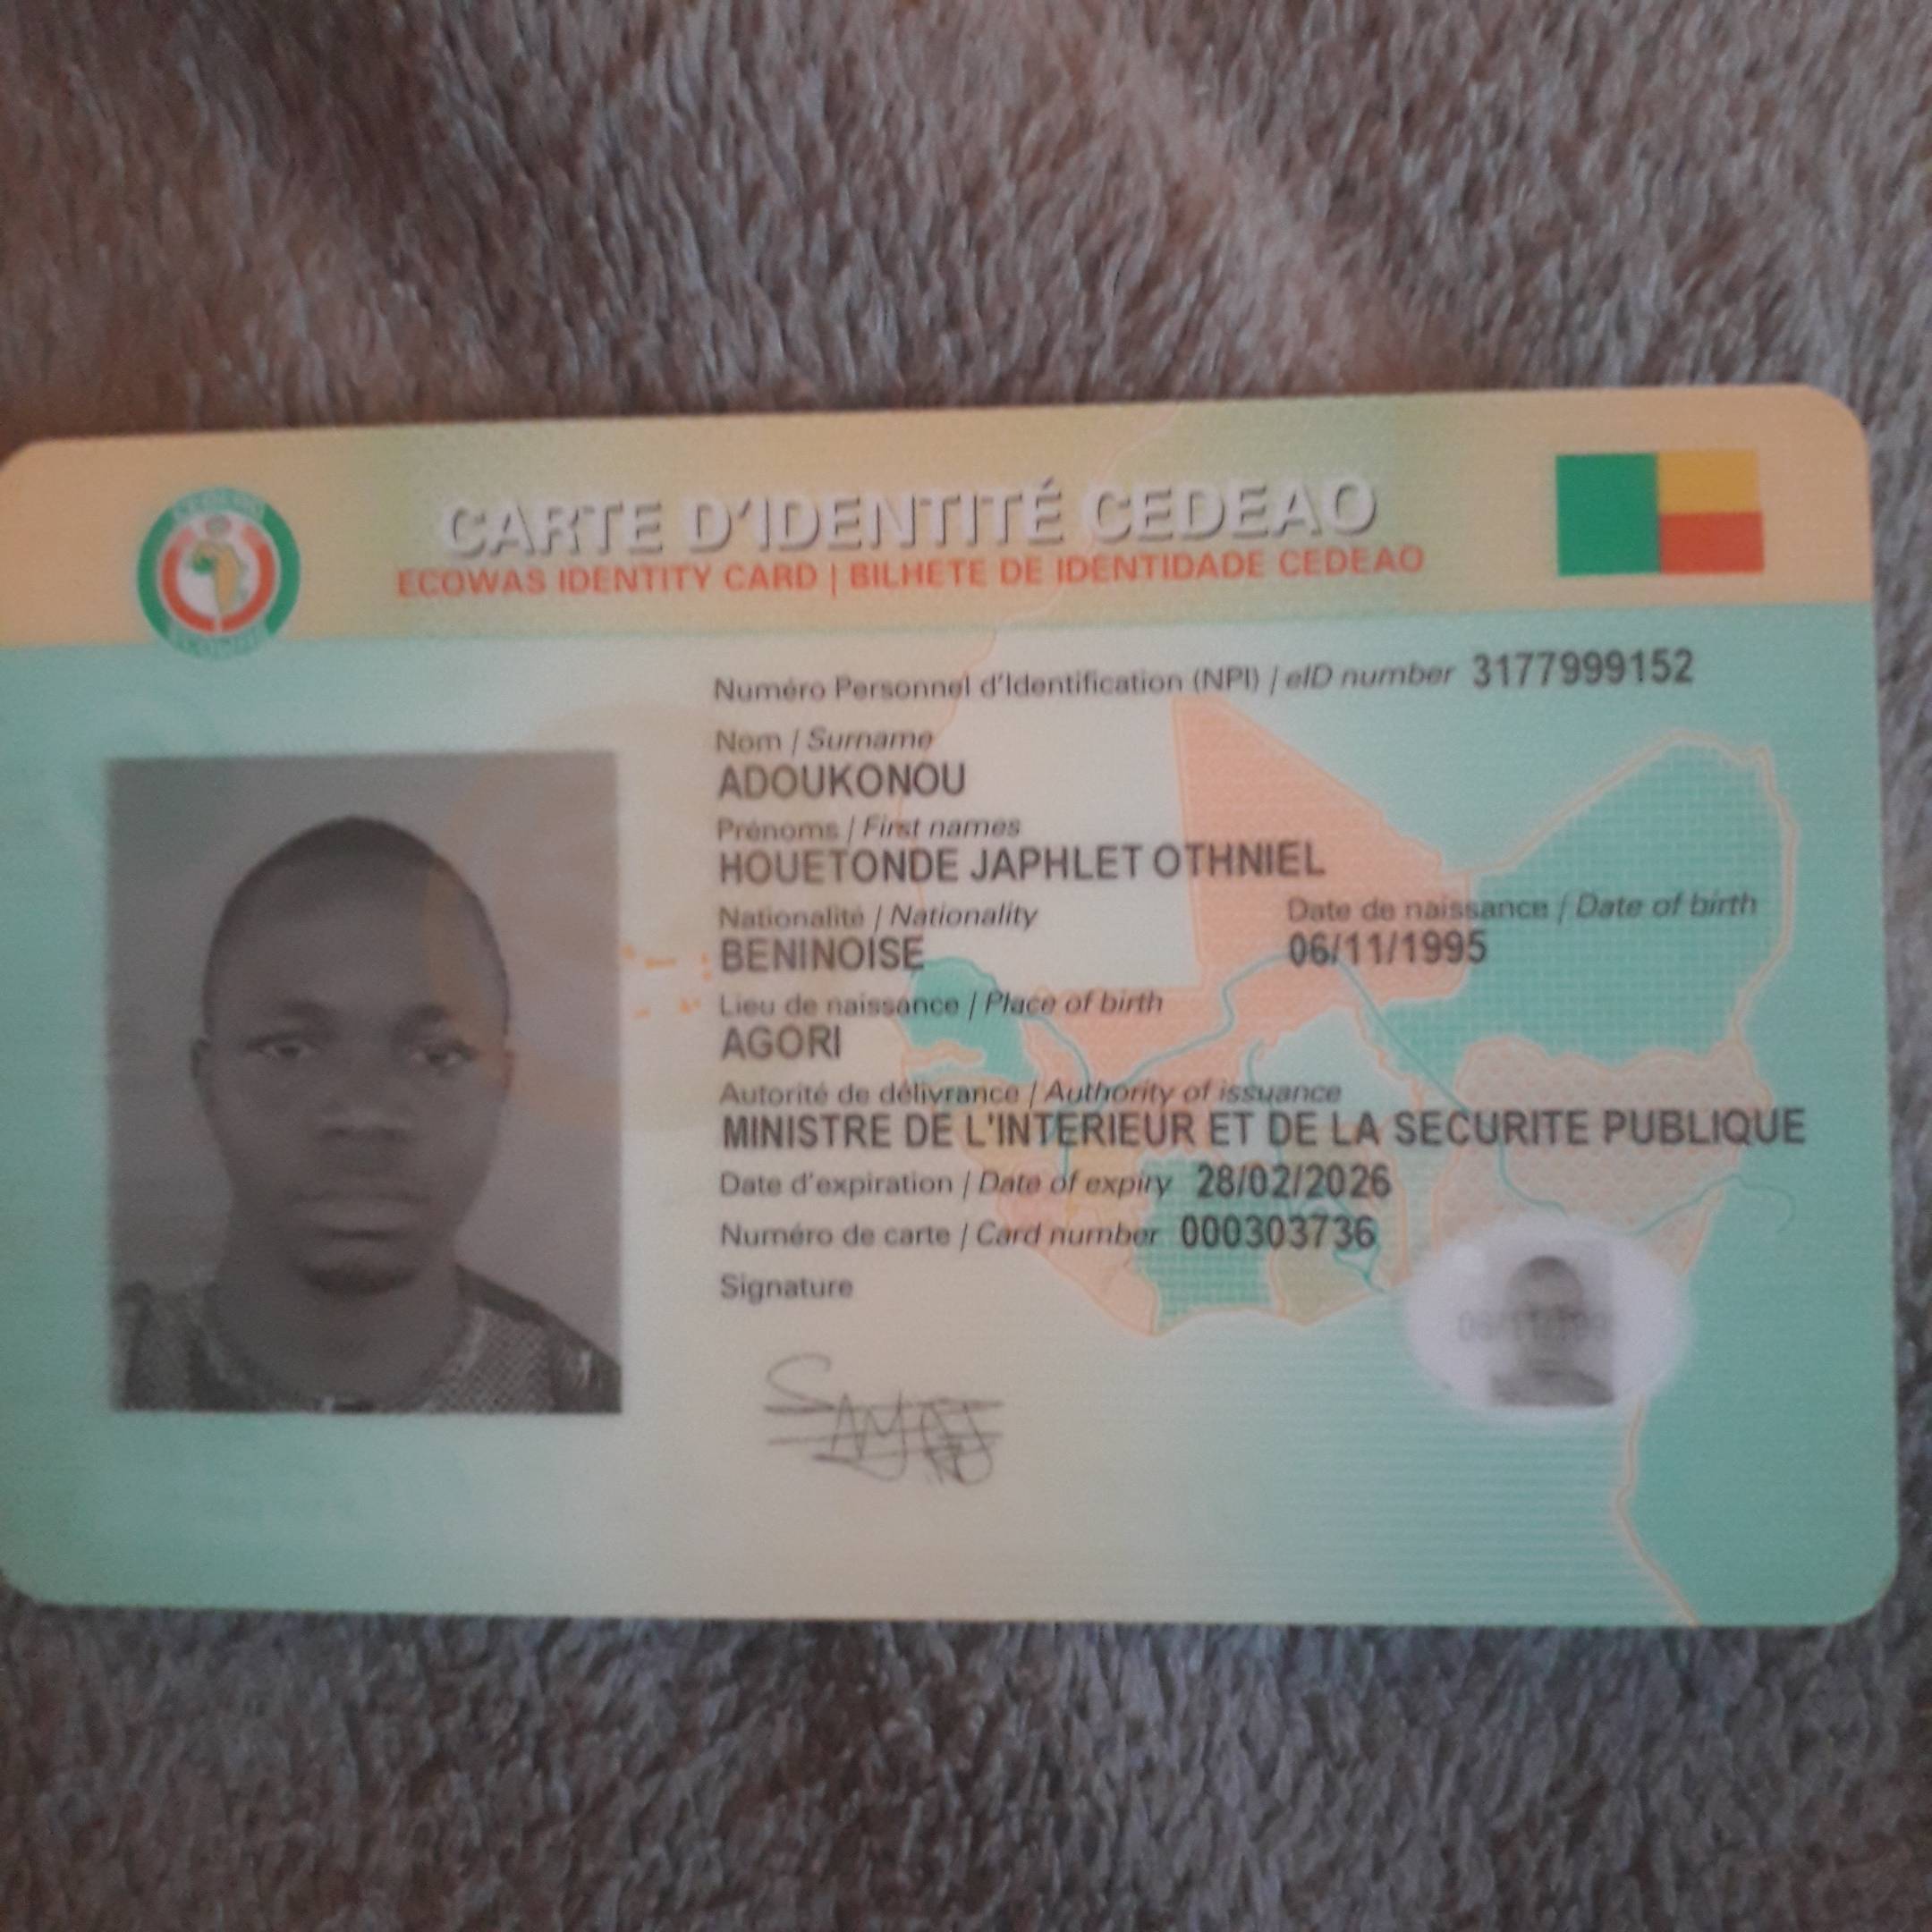 CARTE D'IDENTITÉ CEDEAO
ECOWAS IDENTITY CARD | BILHETE DE IDENTIDADE CEDEAO
Numéro Personnel d'Identification (NPI) / eID number 3177999152
Nom / Surname
ADOUKONOU
Prénoms / First names
HOUETONDE JAPHLET OTHNIEL
Nationalité / Nationality Date de naissance / Date of birth
BENINOISE 06/11/1995
Lieu de naissance / Place of birth
AGORI
Autorité de délivrance / Authority of issuance
MINISTRE DE L'INTERIEUR ET DE LA SECURITE PUBLIQUE
Date d'expiration / Date of expiry 28/02/2026
Numéro de carte / Card number 000303736
Signature